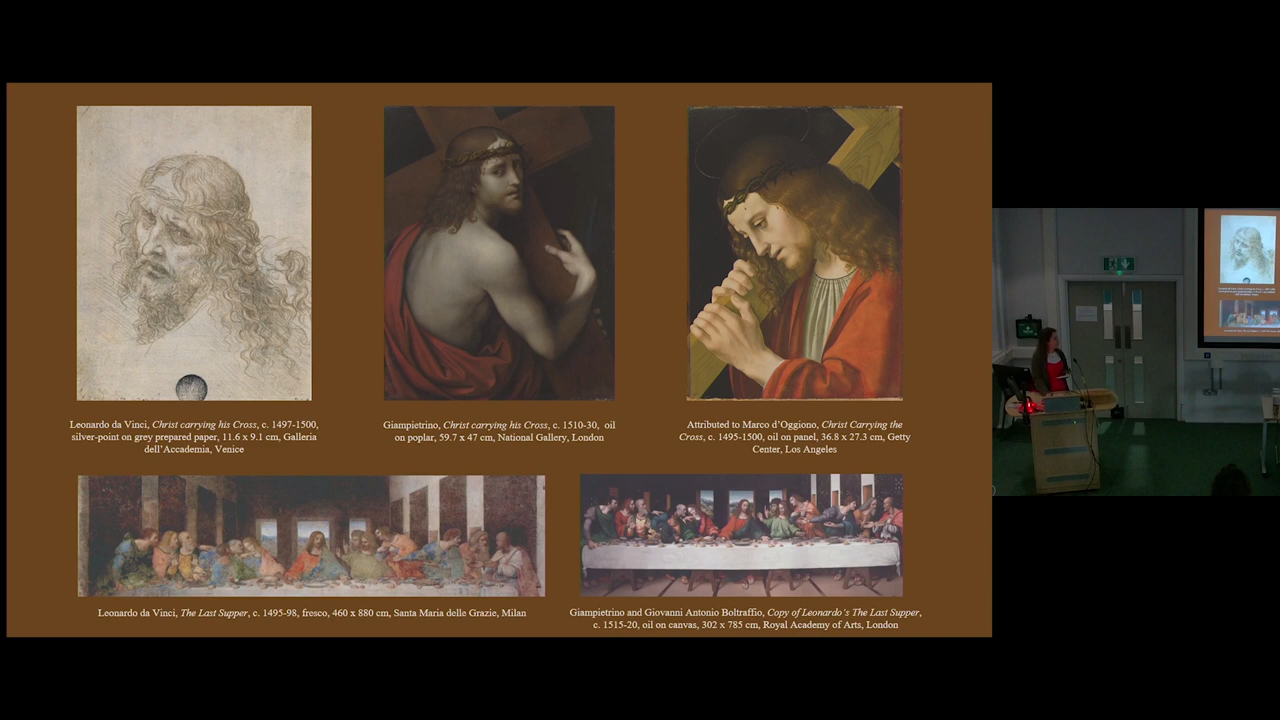 Leonardo da Vinci, Christ carrying his Cross, c. 1497-1500,
silver-point on grey prepared paper, 11.6 x 9.1 cm, Galleria
dell'Accademia, Venice
Giampietrino, Christ carrying his Cross, c. 1510-30, oil
on poplar, 59.7 x 47 cm, National Gallery, London
Attributed to Marco d'Oggiono, Christ Carrying the
Cross, c. 1495-1500, oil on panel, 36.8 x 27.3 cm, Getty
Center, Los Angeles
Leonardo da Vinci, The Last Supper, c. 1495-98, fresco, 460 x 880 cm, Santa Maria delle Grazie, Milan
Giampietrino and Giovanni Antonio Boltraffio, Copy of Leonardo's The Last Supper,
c. 1515-20, oil on canvas, 302 x 785 cm, Royal Academy of Arts, London